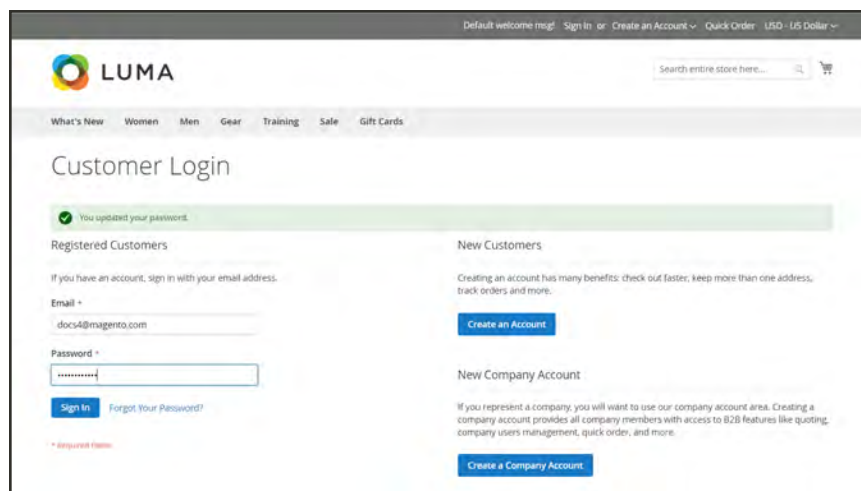 Default welcome msg! Sign In or Create an Account Quick Order USD - US Dollar
LUMA
Search entire store here...
What's New Women Men Gear Training Sale Gift Cards
Customer Login
You updated your password.
Registered Customers
If you have an account, sign in with your email address.
Email *
docs4@magento.com
Password *
Sign In Forgot Your Password?
* Required Fields
New Customers
Creating an account has many benefits: check out faster, keep more than one address,
track orders and more.
Create an Account
New Company Account
If you represent a company, you will want to use our company account area. Creating a
company account provides all company members with access to B2B features like quoting,
company users management, quick order, and more.
Create a Company Account